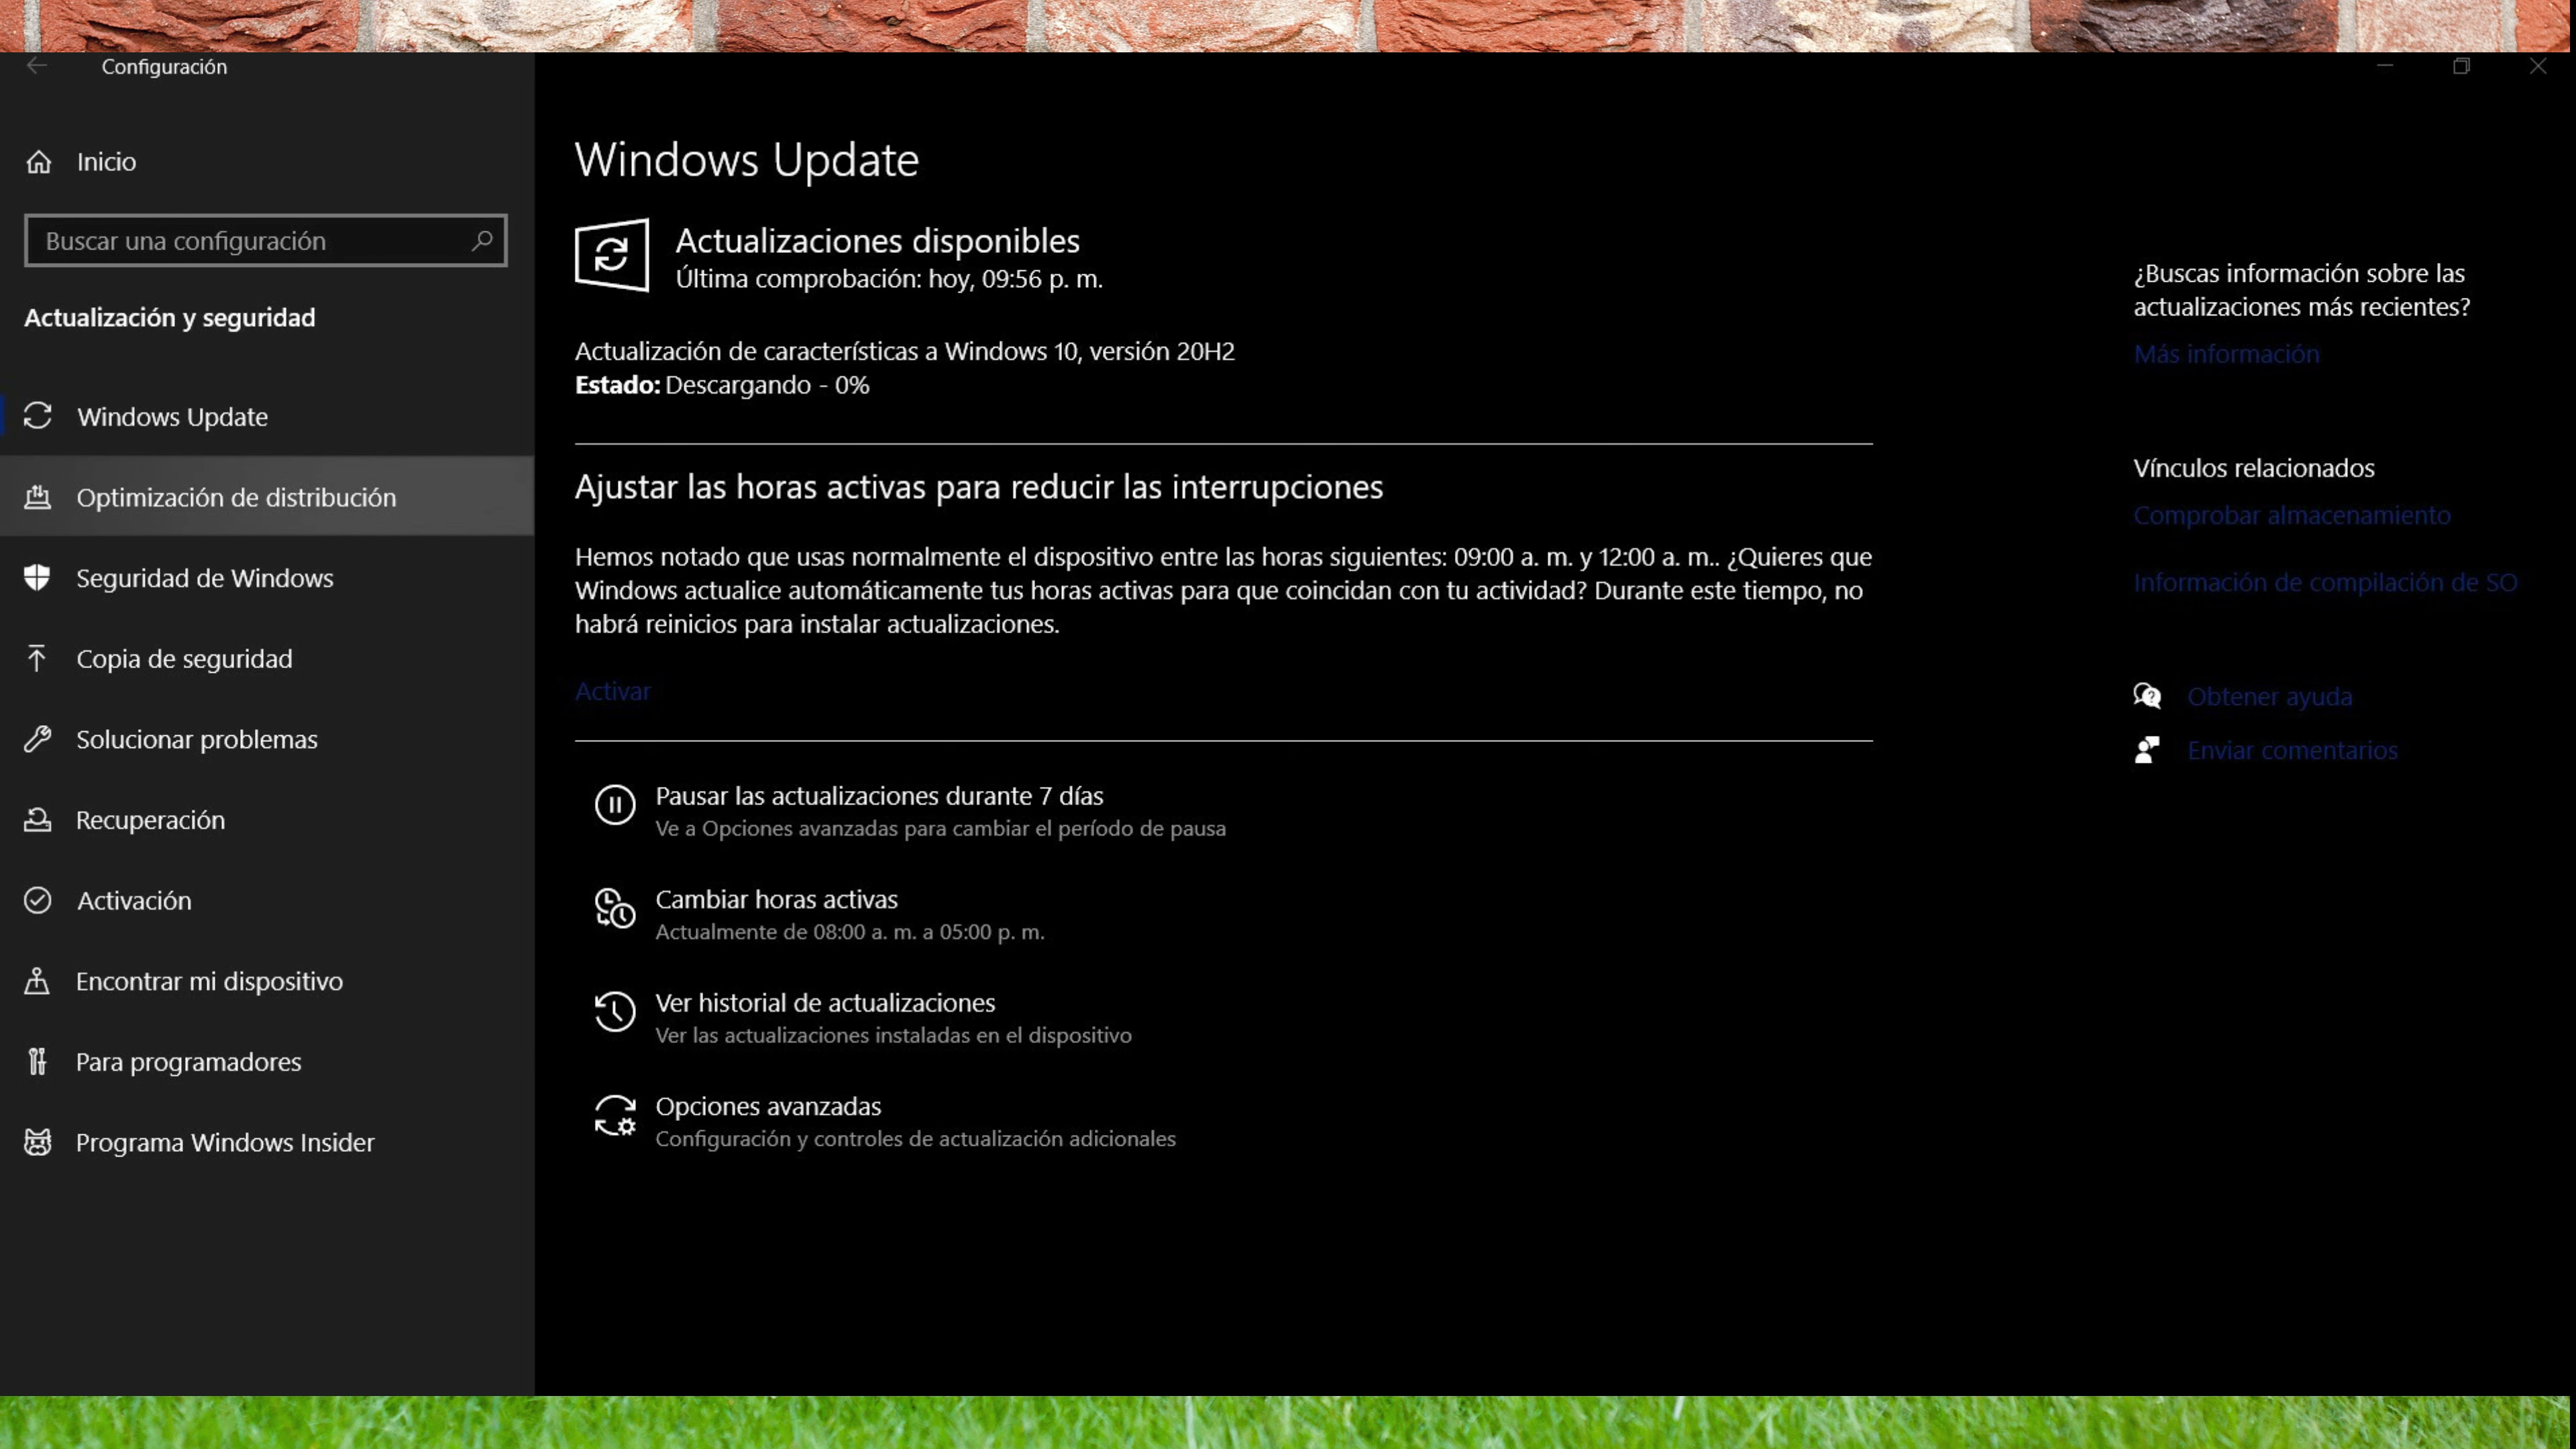 Configuración
Inicio
Buscar una configuración
Actualización y seguridad
Windows Update
Optimización de distribución
Seguridad de Windows
Copia de seguridad
Solucionar problemas
Recuperación
Activación
Encontrar mi dispositivo
Para programadores
Programa Windows Insider
Windows Update
Actualizaciones disponibles
Última comprobación: hoy, 09:56 p. m.
Actualización de características a Windows 10, versión 20H2
Estado: Descargando - 0%
Ajustar las horas activas para reducir las interrupciones
Hemos notado que usas normalmente el dispositivo entre las horas siguientes: 09:00 a. m. y 12:00 a. m.. ¿Quieres que
Windows actualice automáticamente tus horas activas para que coincidan con tu actividad? Durante este tiempo, no
habrá reinicios para instalar actualizaciones.
Activar
Pausar las actualizaciones durante 7 días
Ve a Opciones avanzadas para cambiar el período de pausa
Cambiar horas activas
Actualmente de 08:00 a. m. a 05:00 p. m.
Ver historial de actualizaciones
Ver las actualizaciones instaladas en el dispositivo
Opciones avanzadas
Configuración y controles de actualización adicionales
¿Buscas información sobre las
actualizaciones más recientes?
Más información
Vínculos relacionados
Comprobar almacenamiento
Información de compilación de SO
Obtener ayuda
Enviar comentarios